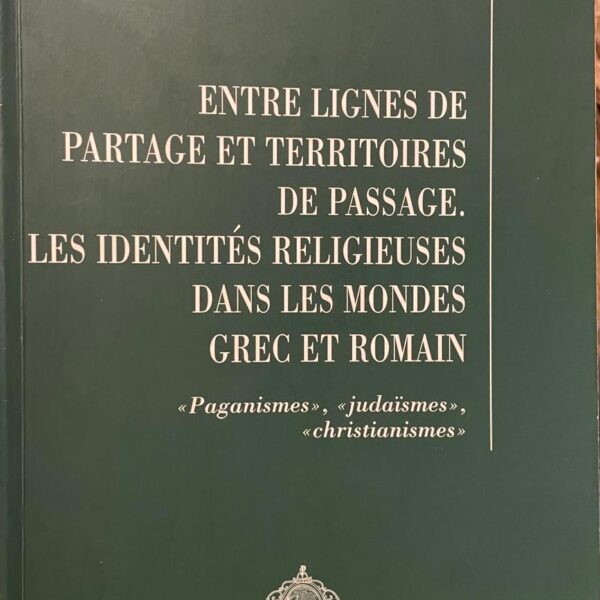 ENTRE LIGNES DE
PARTAGE ET TERRITOIRES
DE PASSAGE.
LES IDENTITÉS RELIGIEUSES
DANS LES MONDES
GREC ET ROMAIN
«Paganismes», «judaïsmes»,
«christianismes»